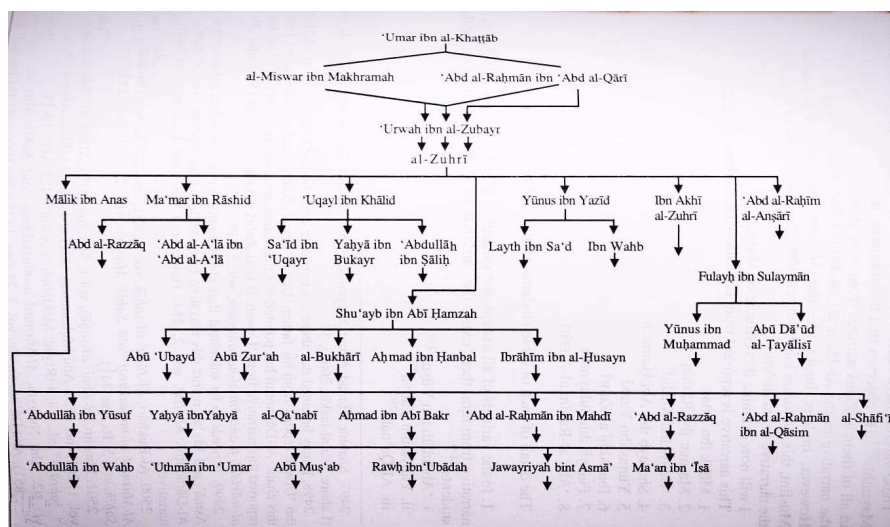 ‘Umar ibn al-Khaṭṭāb
al-Miswar ibn Makhramah ‘Abd al-Raḥmān ibn ‘Abd al-Qārī
‘Urwah ibn al-Zubayr
al-Zuhrī
Mālik ibn Anas Ma‘mar ibn Rāshid ‘Uqayl ibn Khālid Yūnus ibn Yazīd Ibn Akhī ‘Abd al-Raḥīm
al-Zuhrī al-Anṣārī
Abd al-Razzāq ‘Abd al-A‘lā ibn Sa‘īd ibn Yaḥyā ibn ‘Abdullāh Layth ibn Sa‘d Ibn Wahb
‘Abd al-A‘lā ‘Uqayr Bukayr ibn Ṣāliḥ
Fulayḥ ibn Sulaymān
Shu‘ayb ibn Abī Ḥamzah
Yūnus ibn Abū Dā’ūd
Muḥammad al-Ṭayālisī
Abū ‘Ubayd Abū Zur‘ah al-Bukhārī Aḥmad ibn Ḥanbal Ibrāhīm ibn al-Ḥusayn
‘Abdullāh ibn Yūsuf Yaḥyā ibnYaḥyā al-Qa‘nabī Aḥmad ibn Abī Bakr ‘Abd al-Raḥmān ibn Mahdī ‘Abd al-Razzāq ‘Abd al-Raḥmān al-Shāfi‘ī
ibn al-Qāsim
‘Abdullāh ibn Wahb ‘Uthmān ibn ‘Umar Abū Muṣ‘ab Rawḥ ibn ‘Ubādah Jawayriyah bint Asmā’ Ma‘an ibn ‘Īsā